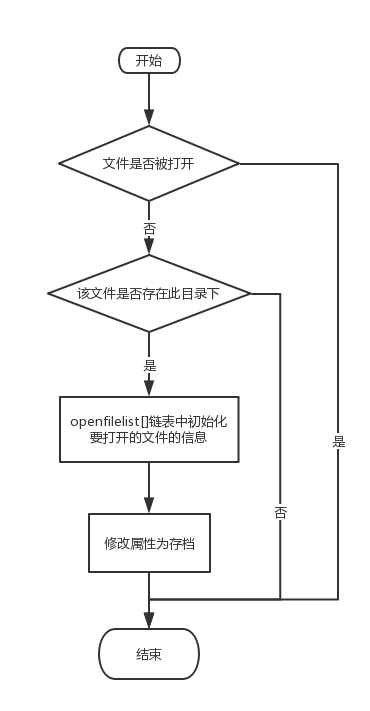 开始
文件是否被打开
否
该文件是否存在此目录下
是
openfilelist[]链表中初始化
要打开的文件的信息
是
否
修改属性为存档
结束